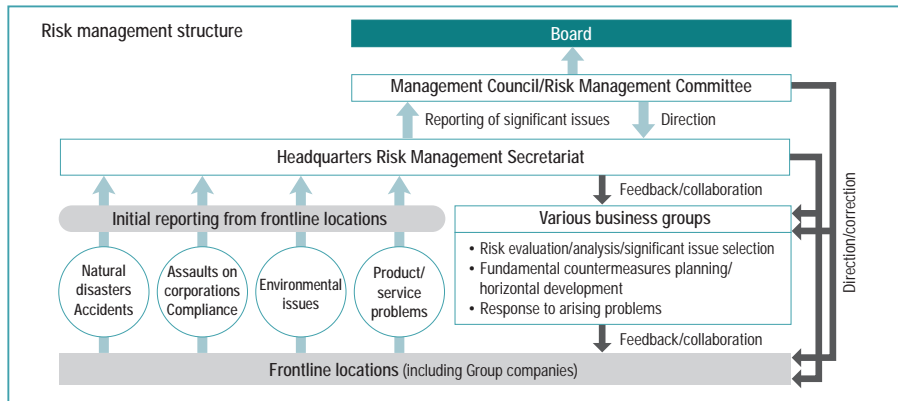 Risk management structure
Board
Management Council/Risk Management Committee
Reporting of significant issues
Direction
Headquarters Risk Management Secretariat
Feedback/collaboration
Initial reporting from frontline locations
Various business groups
• Risk evaluation/analysis/significant issue selection
• Fundamental countermeasures planning/
horizontal development
• Response to arising problems
Natural
disasters
Accidents
Assaults on
corporations
Compliance
Environmental
issues
Product/
service
problems
Direction/correction
Feedback/collaboration
Frontline locations (including Group companies)